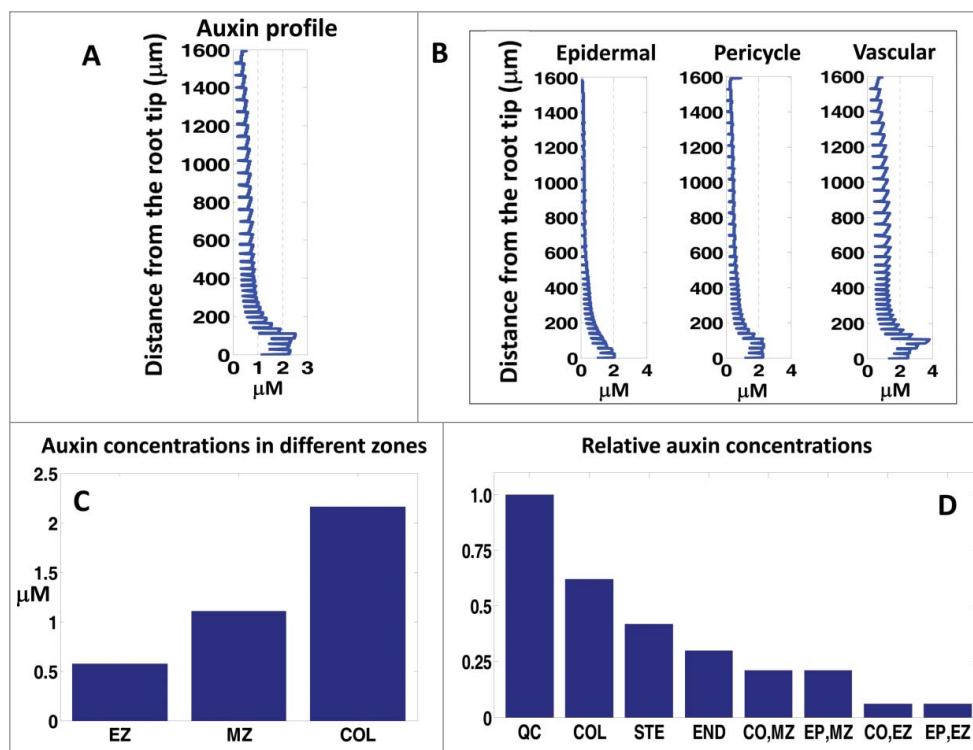 A
Auxin profile
Distance from the root tip (μm)
1600
1400
1200
1000
800
600
400
200
0
0 1 2 3
μM
B
Epidermal Pericycle Vascular
Distance from the root tip (μm)
1600
1400
1200
1000
800
600
400
200
0
0 2 4
μM
1600
1400
1200
1000
800
600
400
200
0
0 2 4
μM
1600
1400
1200
1000
800
600
400
200
0
0 2 4
μM
Auxin concentrations in different zones
C
2.5
2
1.5
μM
1
0.5
0
EZ MZ COL
Relative auxin concentrations
D
1.0
0.75
0.5
0.25
0
QC COL STE END CO,MZ EP,MZ CO,EZ EP,EZ